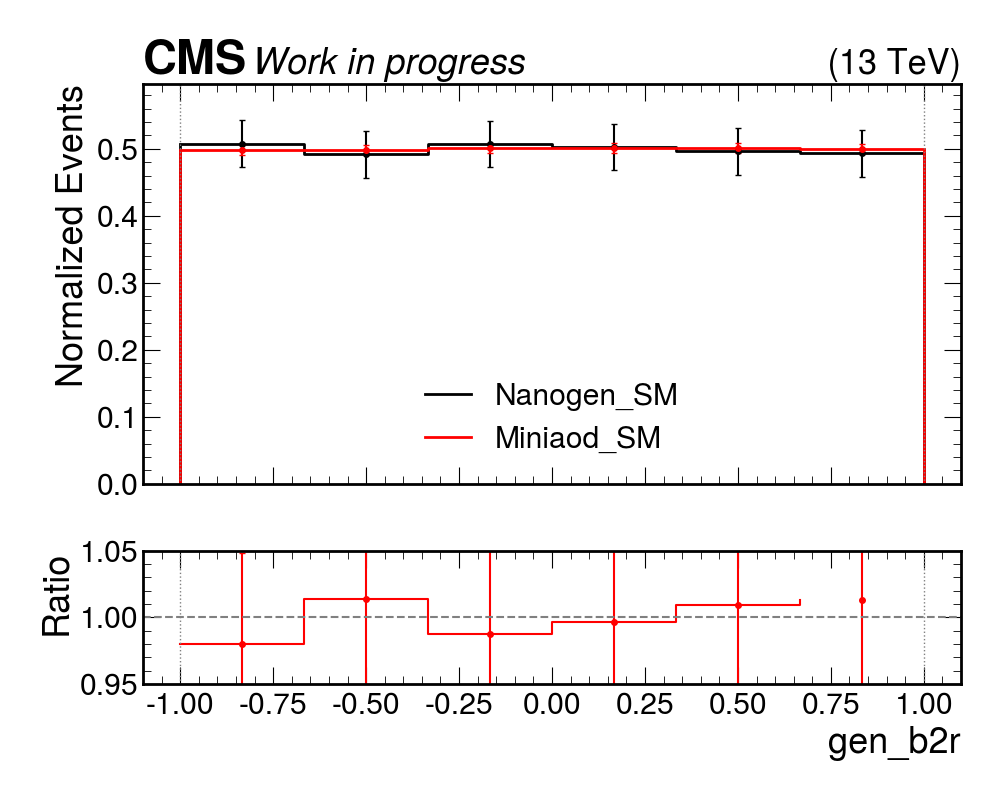 CMS Work in progress (13 TeV)
Normalized Events
0.5
0.4
0.3
0.2
0.1
0.0
Nanogen_SM
Miniaod_SM
Ratio
1.05
1.00
0.95
-1.00 -0.75 -0.50 -0.25 0.00 0.25 0.50 0.75 1.00
gen_b2r